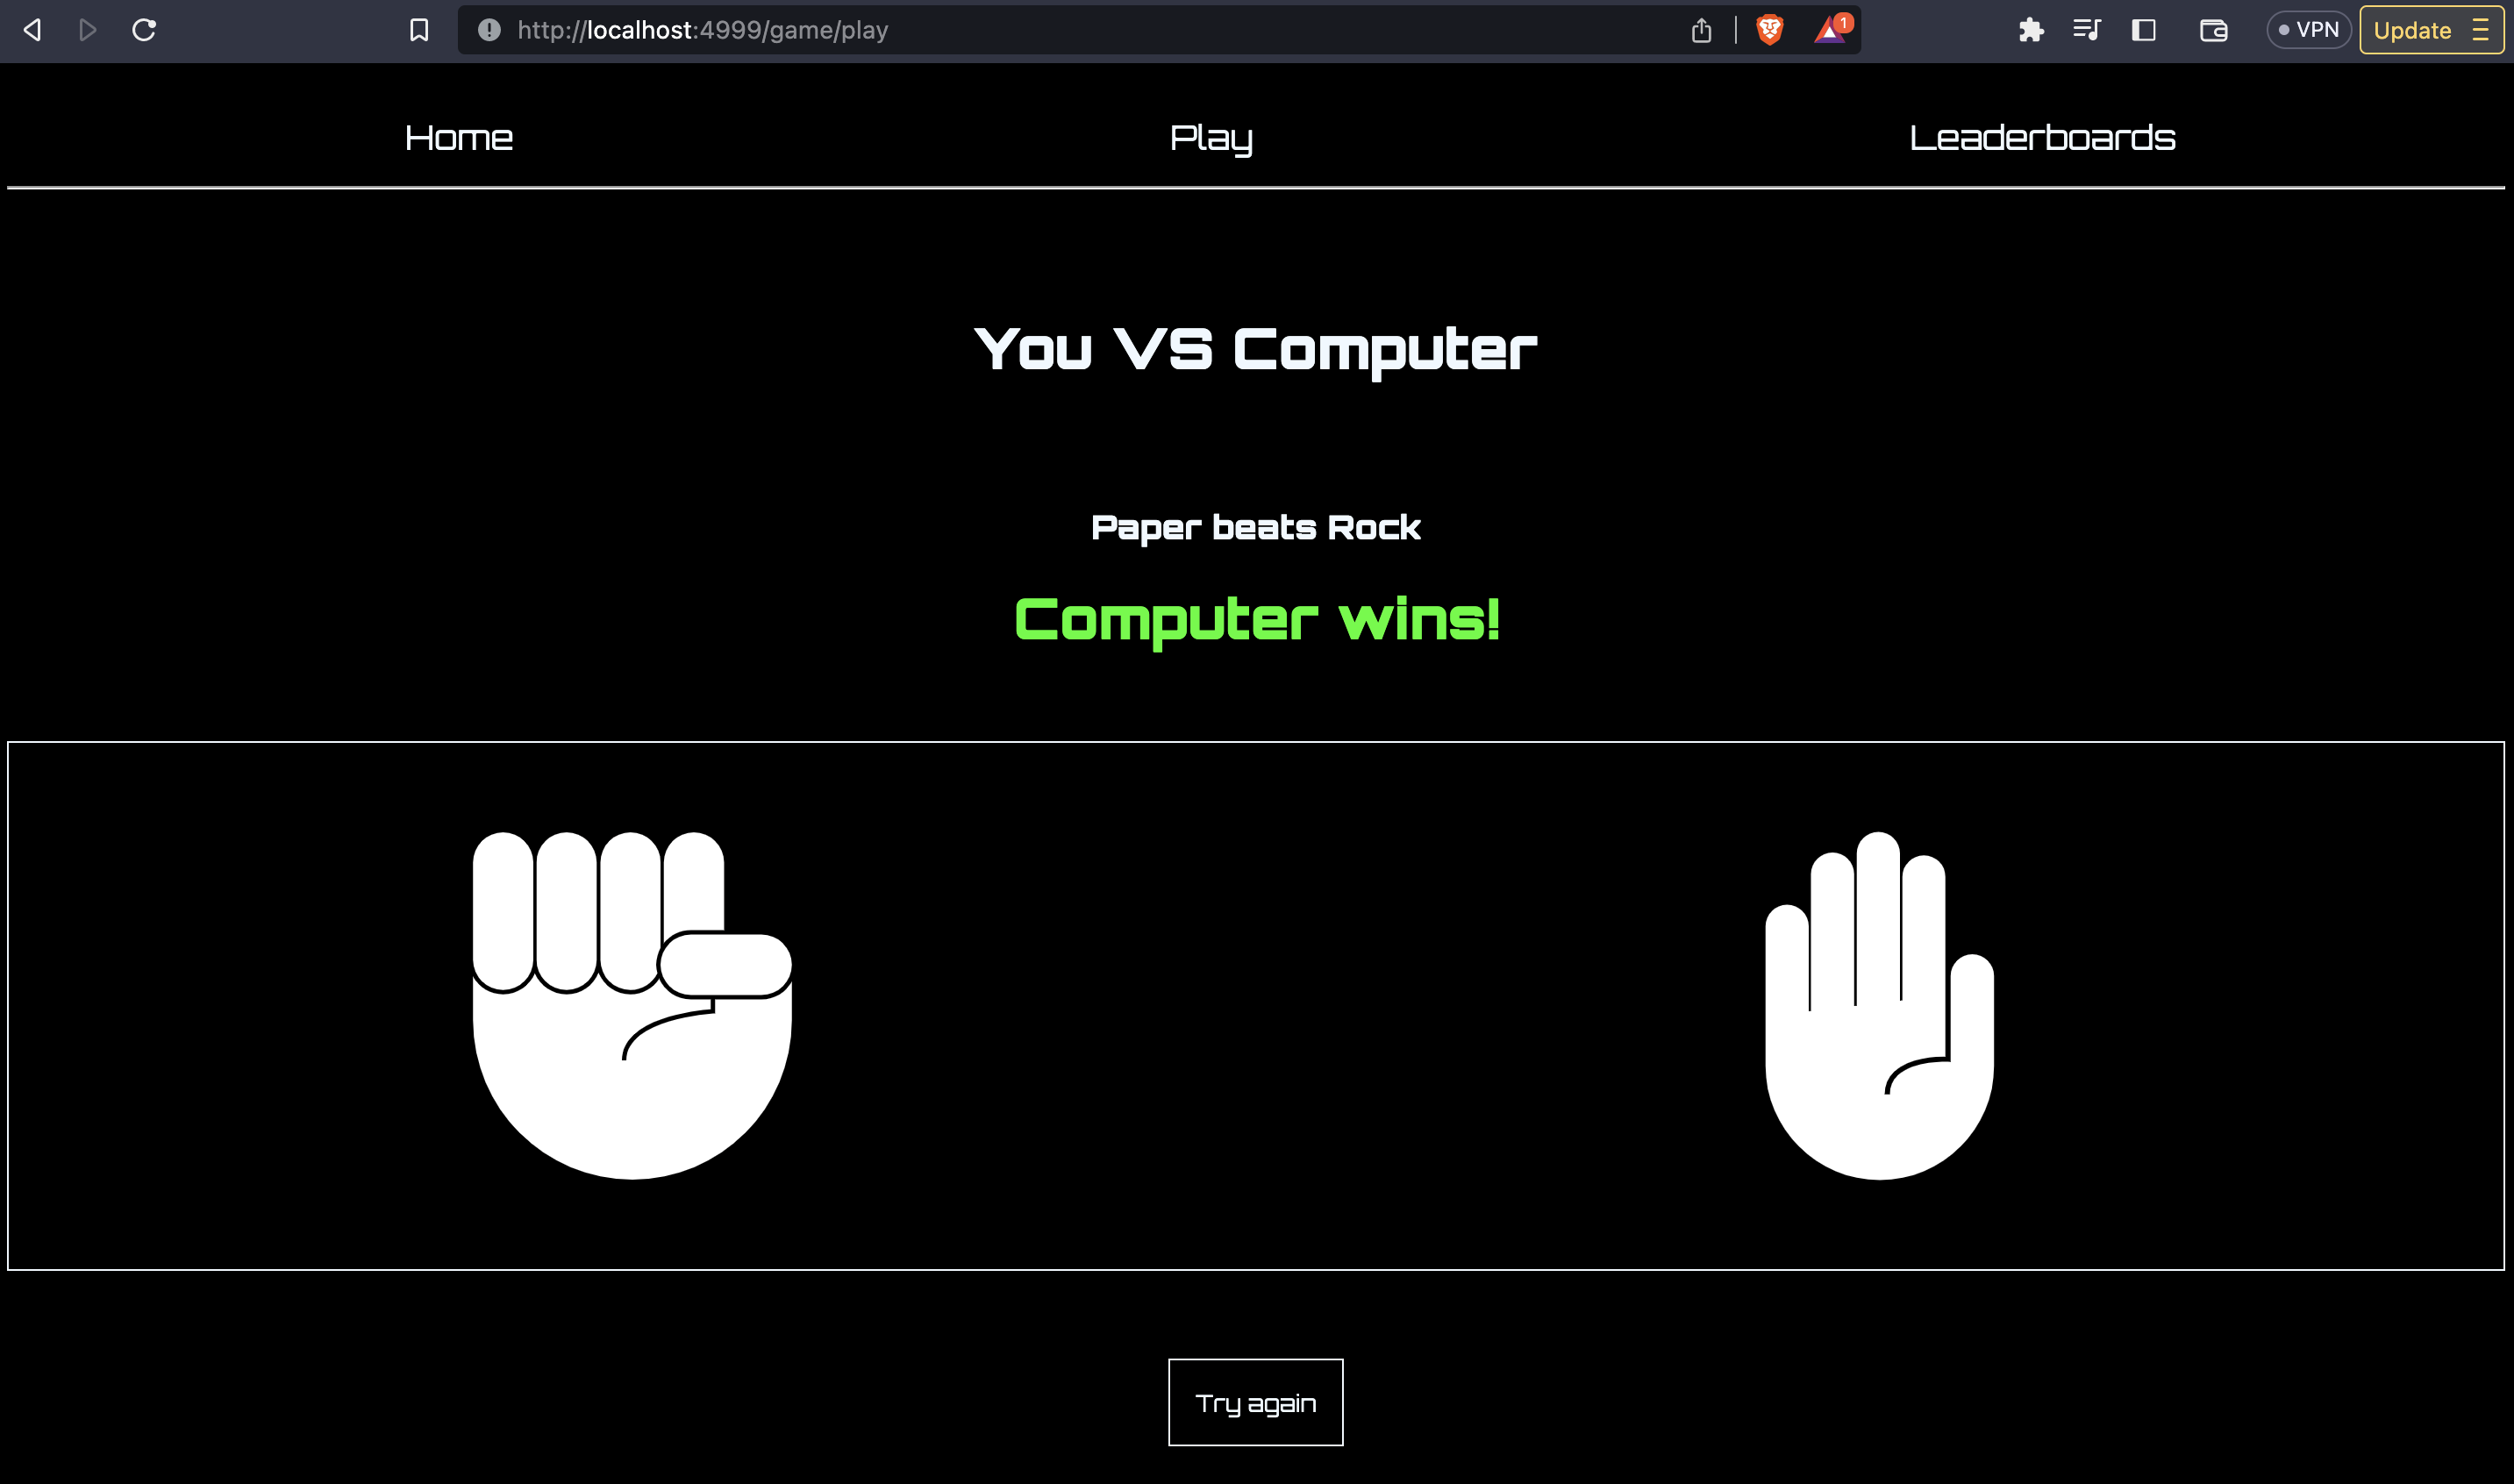 http://localhost:4999/game/play 1 VPN Update
Home Play Leaderboards
You VS Computer
Paper beats Rock
Computer wins!
Try again